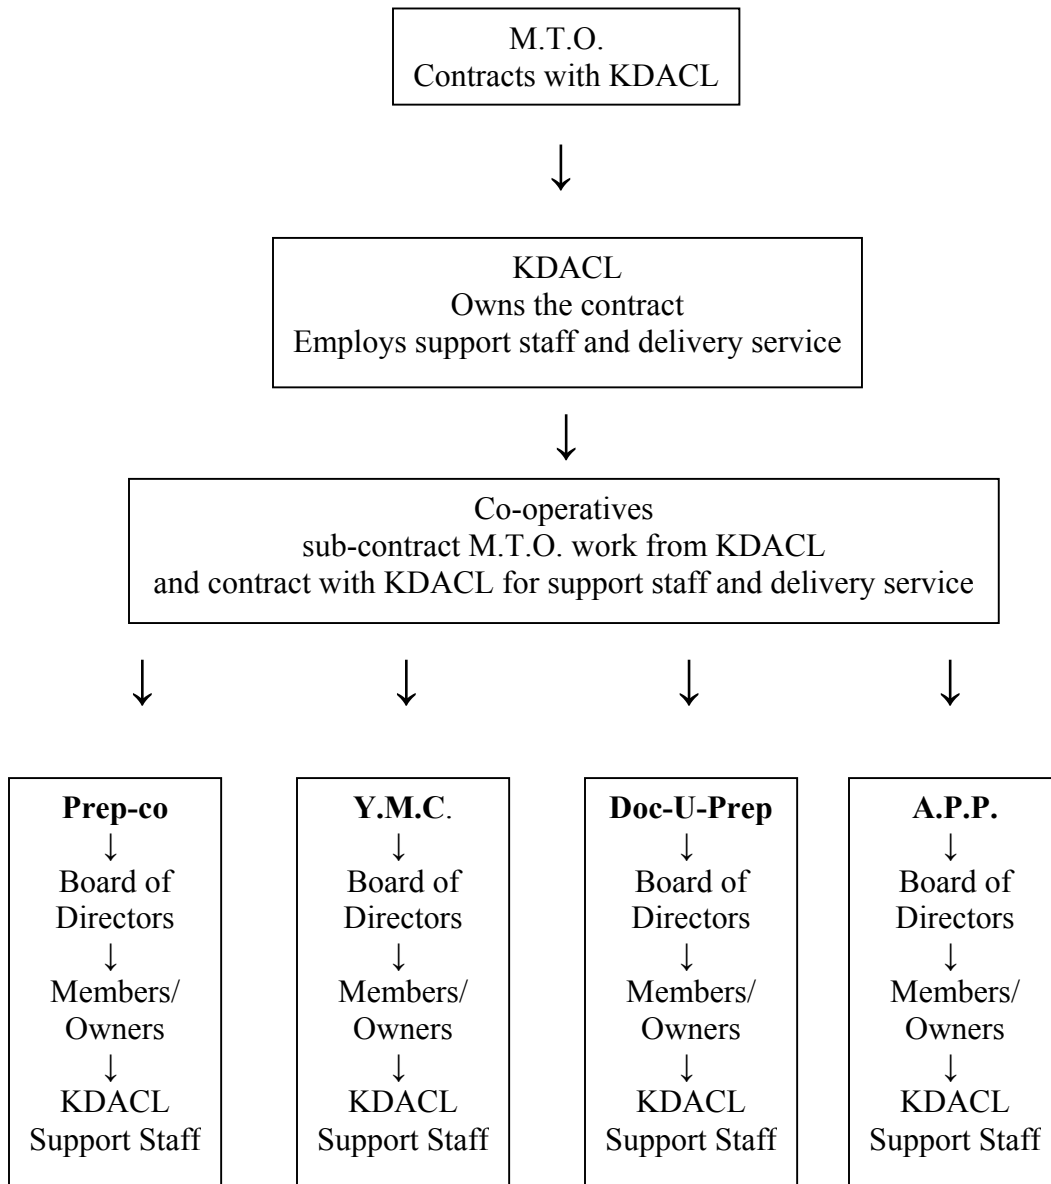 M.T.O.
Contracts with KDACL
↓
KDACL
Owns the contract
Employs support staff and delivery service
↓
Co-operatives
sub-contract M.T.O. work from KDACL
and contract with KDACL for support staff and delivery service
↓ ↓ ↓ ↓
Prep-co
↓
Board of
Directors
↓
Members/
Owners
↓
KDACL
Support Staff
Y.M.C.
↓
Board of
Directors
↓
Members/
Owners
↓
KDACL
Support Staff
Doc-U-Prep
↓
Board of
Directors
↓
Members/
Owners
↓
KDACL
Support Staff
A.P.P.
↓
Board of
Directors
↓
Members/
Owners
↓
KDACL
Support Staff